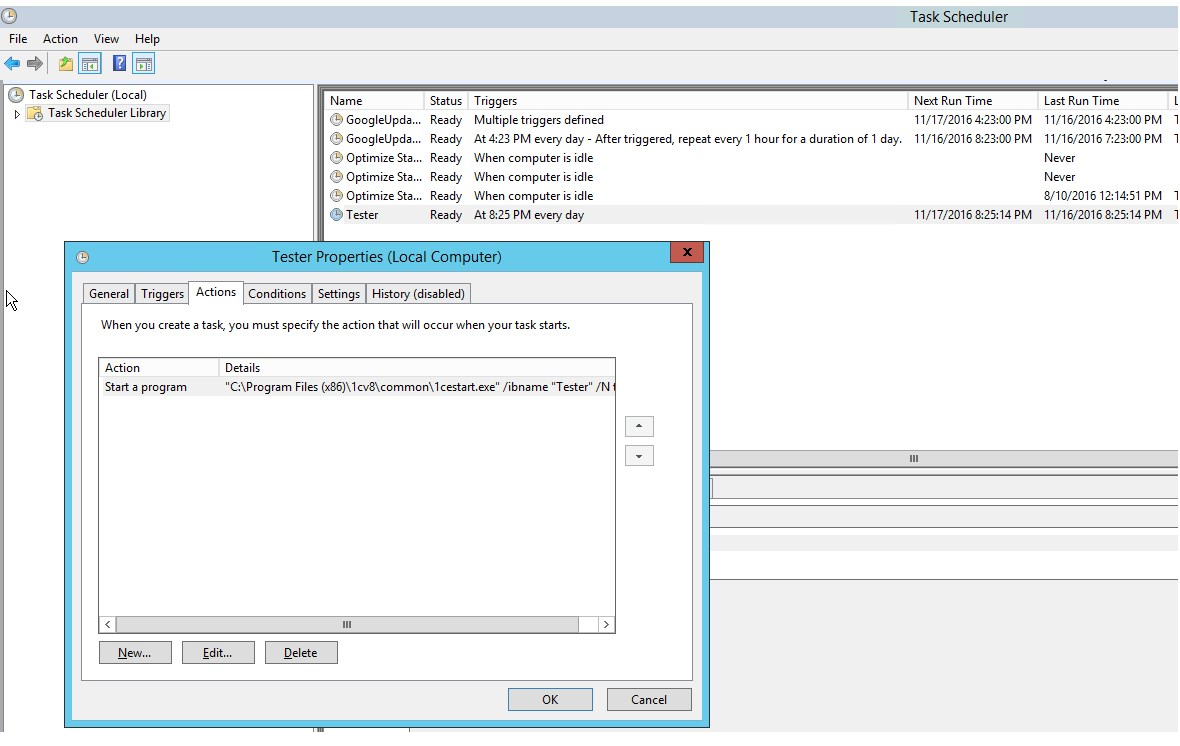 Task Scheduler
File Action View Help
Task Scheduler (Local)
Task Scheduler Library
Name Status Triggers Next Run Time Last Run Time
GoogleUpda... Ready Multiple triggers defined 11/17/2016 4:23:00 PM 11/16/2016 4:23:00 PM
GoogleUpda... Ready At 4:23 PM every day - After triggered, repeat every 1 hour for a duration of 1 day. 11/16/2016 8:23:00 PM 11/16/2016 7:23:00 PM
Optimize Sta... Ready When computer is idle Never
Optimize Sta... Ready When computer is idle Never
Optimize Sta... Ready When computer is idle 8/10/2016 12:14:51 PM
Tester Ready At 8:25 PM every day 11/17/2016 8:25:14 PM 11/16/2016 8:25:14 PM
Tester Properties (Local Computer)
General Triggers Actions Conditions Settings History (disabled)
When you create a task, you must specify the action that will occur when your task starts.
Action Details
Start a program "C:\Program Files (x86)\1cv8\common\1cestart.exe" /ibname "Tester" /N
New... Edit... Delete
OK Cancel